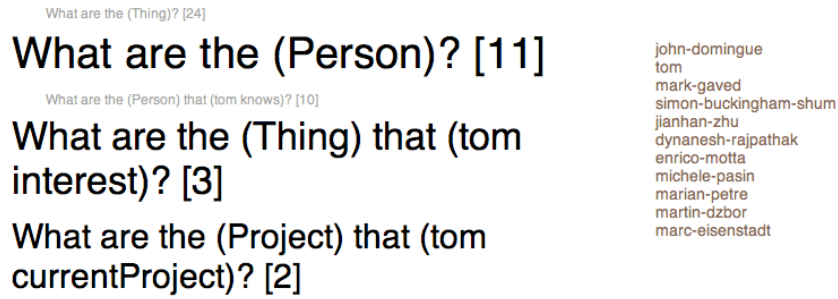 What are the (Thing)? [24]
What are the (Person)? [11]
What are the (Person) that (tom knows)? [10]
What are the (Thing) that (tom
interest)? [3]
What are the (Project) that (tom
currentProject)? [2]
john-domingue
tom
mark-gaved
simon-buckingham-shum
jianhan-zhu
dynanesh-rajpathak
enrico-motta
michele-pasin
marian-petre
martin-dzbor
marc-eisenstadt